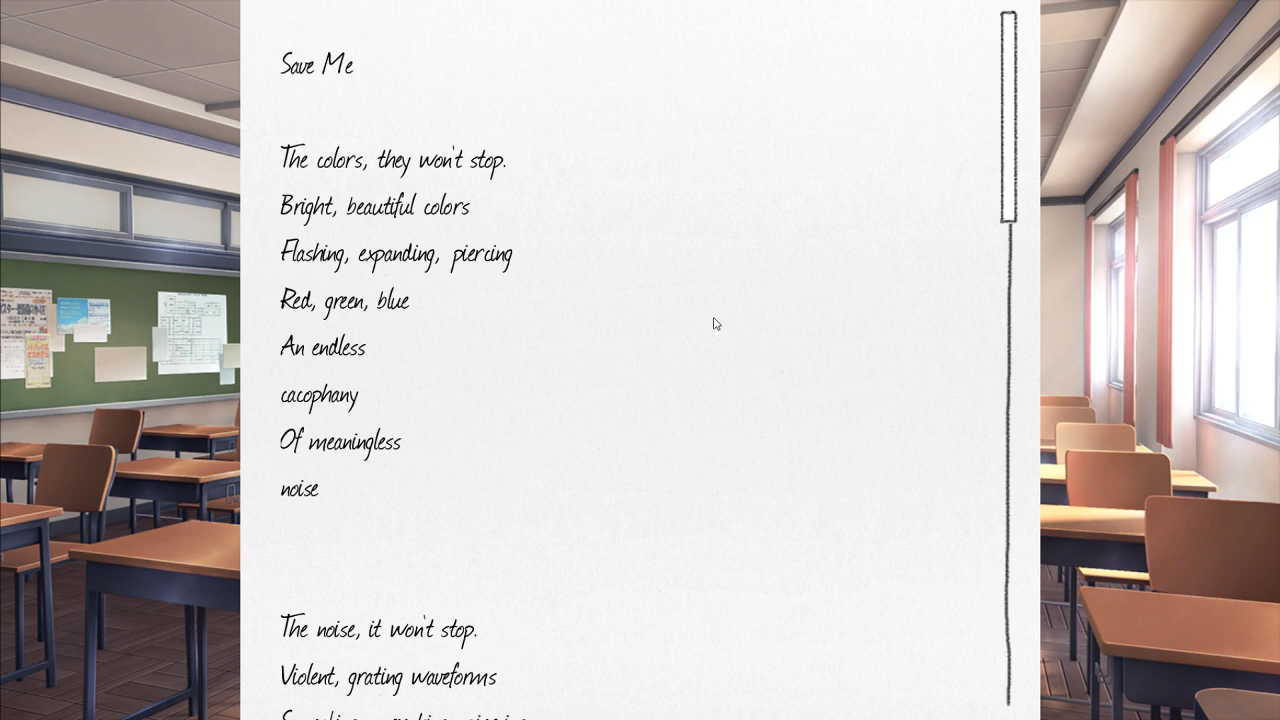 Save Me
The colors, they won't stop.
Bright, beautiful colors
Flashing, expanding, piercing
Red, green, blue
An endless
cacophany
Of meaningless
noise
The noise, it won't stop.
Violent, grating waveforms